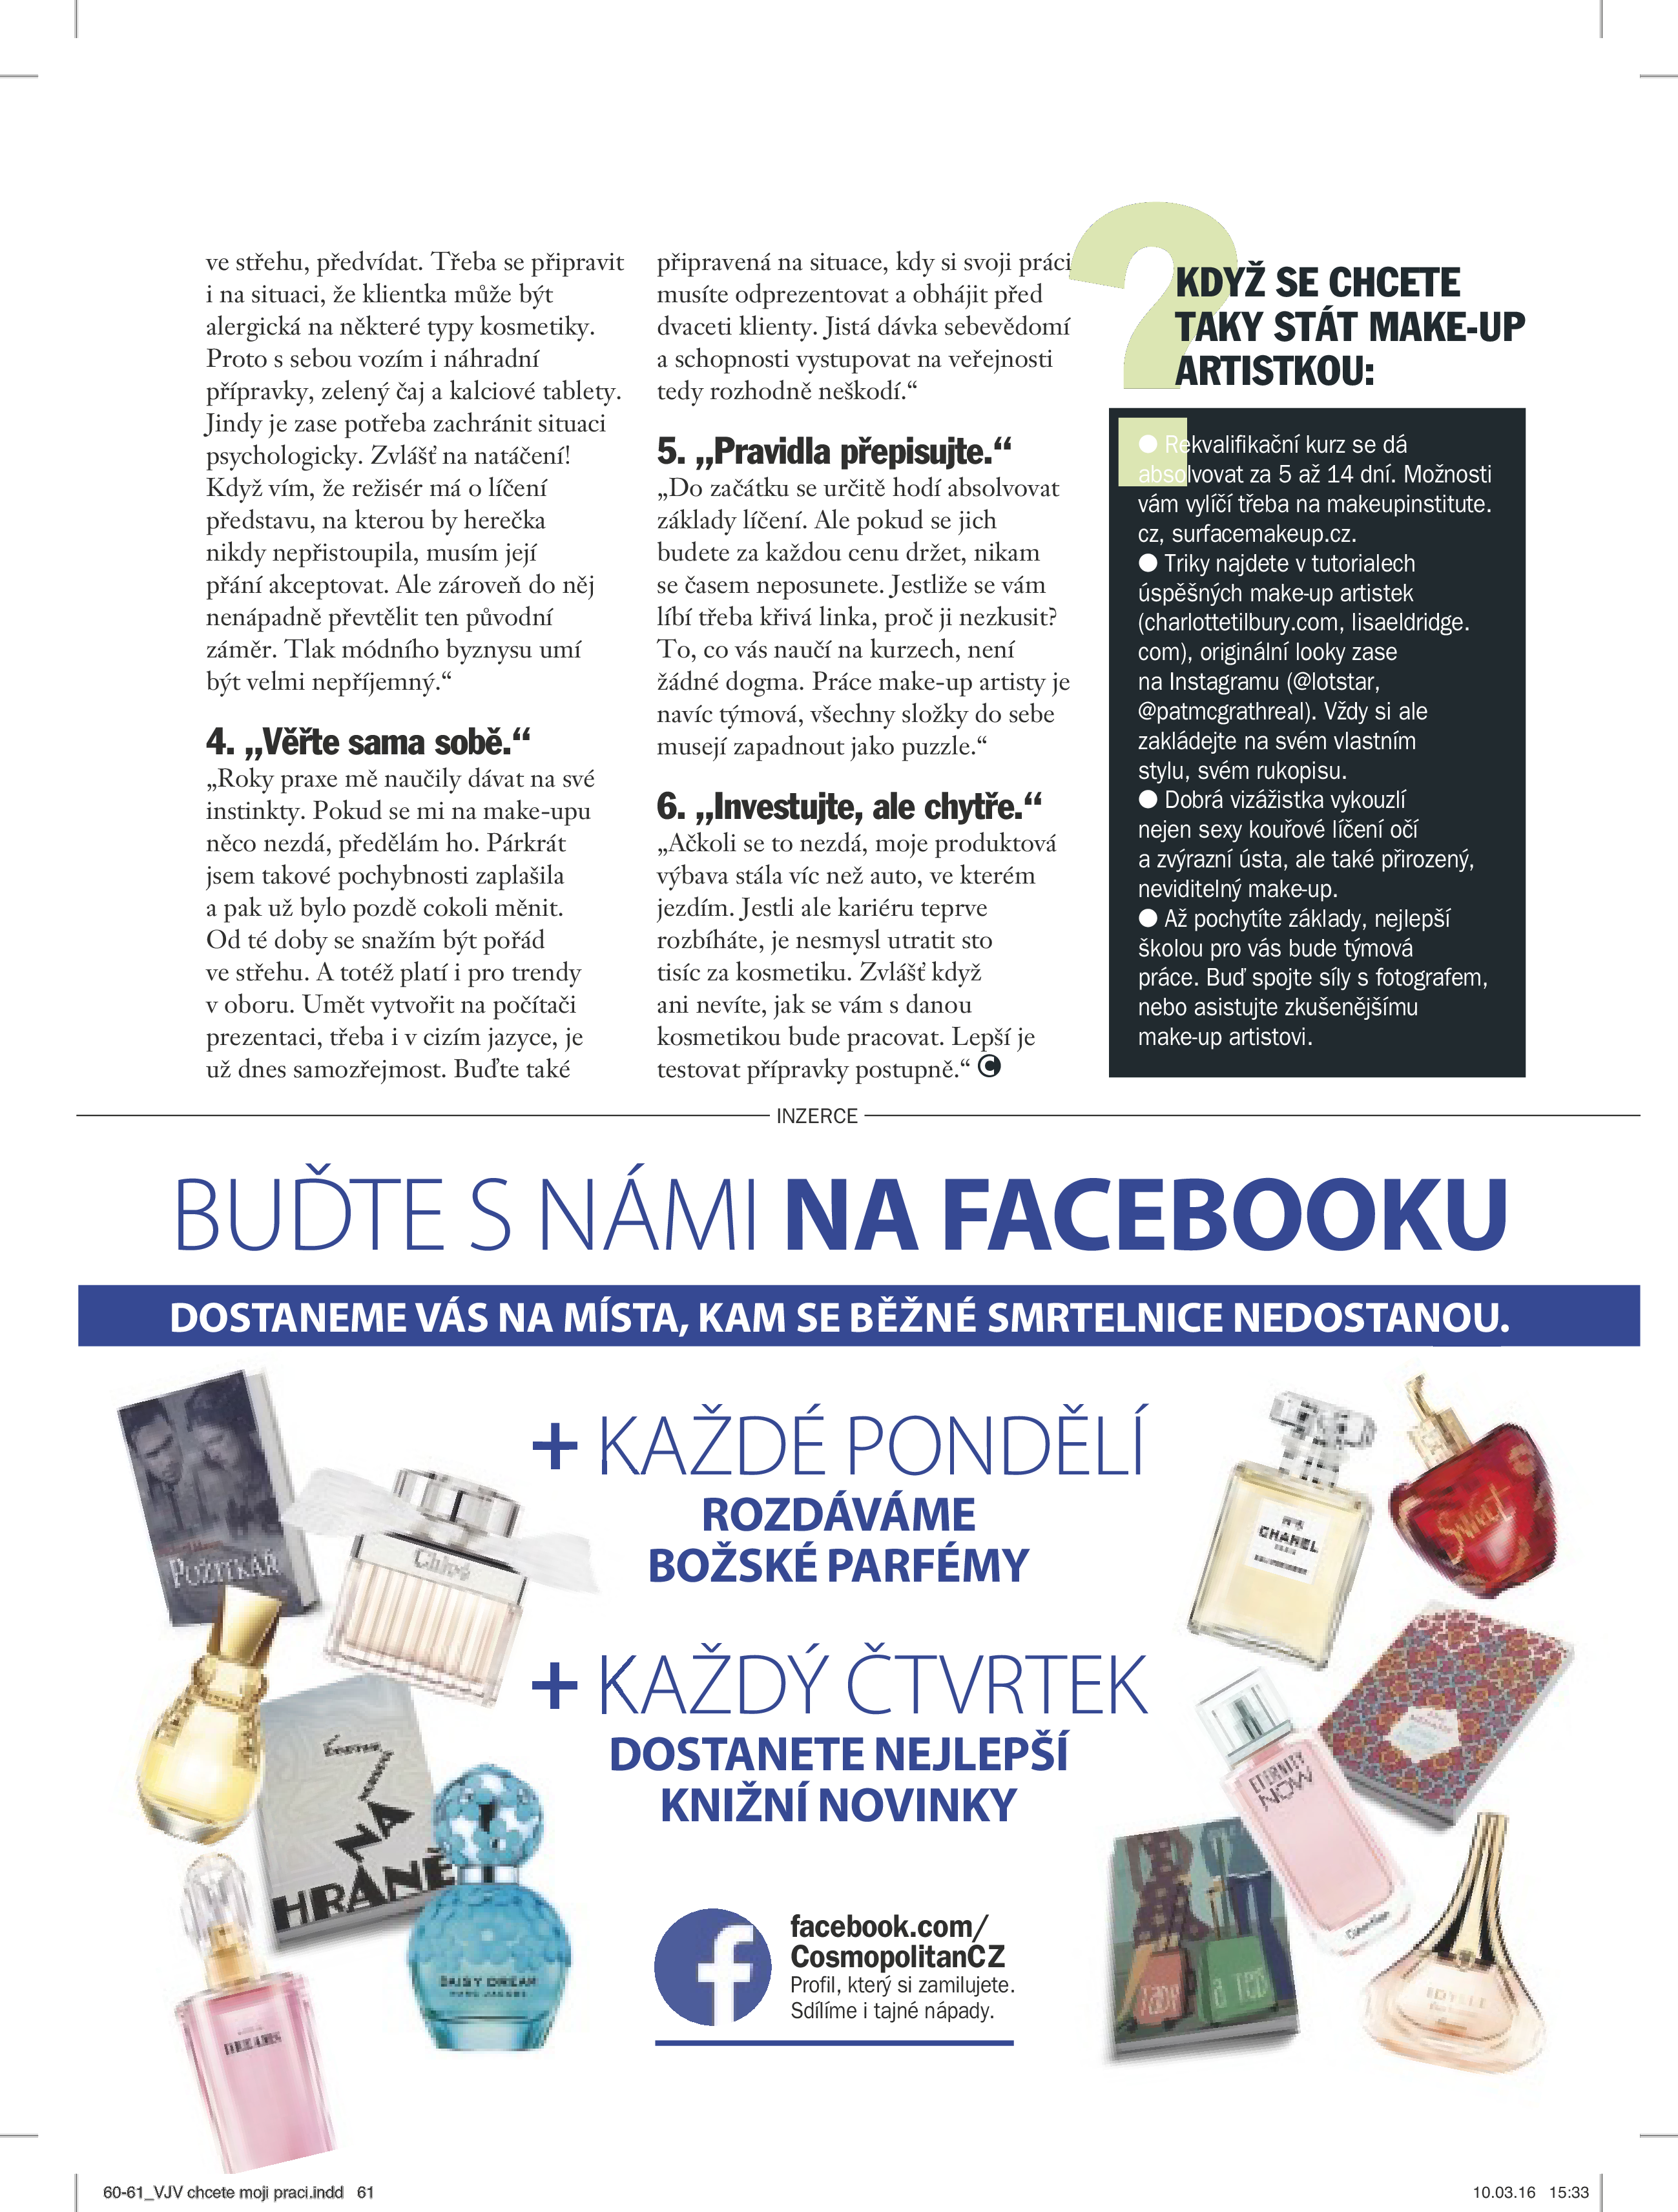 ve střehu, předvídat. Třeba se připravit
i na situaci, že klientka může být
alergická na některé typy kosmetiky.
Proto s sebou vozím i náhradní
přípravky, zelený čaj a kalciové tablety.
Jindy je zase potřeba zachránit situaci
psychologicky. Zvlášť na natáčení!
Když vím, že režisér má o líčení
představu, na kterou by herečka
nikdy nepřistoupila, musím její
přání akceptovat. Ale zároveň do něj
nenápadně převtělit ten původní
záměr. Tlak módního byznysu umí
být velmi nepříjemný.“
4. „Věřte sama sobě.“
„Roky praxe mě naučily dávat na své
instinkty. Pokud se mi na make-upu
něco nezdá, předělám ho. Párkrát
jsem takové pochybnosti zaplašila
a pak už bylo pozdě cokoli měnit.
Od té doby se snažím být pořád
ve střehu. A totéž platí i pro trendy
v oboru. Umět vytvořit na počítači
prezentaci, třeba i v cizím jazyce, je
už dnes samozřejmost. Buďte také
připravená na situace, kdy si svoji práci
musíte odprezentovat a obhájit před
dvaceti klienty. Jistá dávka sebevědomí
a schopnosti vystupovat na veřejnosti
tedy rozhodně neškodí.“
5. „Pravidla přepisujte.“
„Do začátku se určitě hodí absolvovat
základy líčení. Ale pokud se jich
budete za každou cenu držet, nikam
se časem neposunete. Jestliže se vám
líbí třeba křivá linka, proč ji nezkusit?
To, co vás naučí na kurzech, není
žádné dogma. Práce make-up artisty je
navíc týmová, všechny složky do sebe
musejí zapadnout jako puzzle.“
6. „Investujte, ale chytře.“
„Ačkoli se to nezdá, moje produktová
výbava stála víc než auto, ve kterém
jezdím. Jestli ale kariéru teprve
rozbíháte, je nesmysl utratit sto
tisíc za kosmetiku. Zvlášť když
ani nevíte, jak se vám s danou
kosmetikou bude pracovat. Lepší je
testovat přípravky postupně.“ C
?
KDYŽ SE CHCETE
TAKY STÁT MAKE-UP
ARTISTKOU:
● Rekvalifikační kurz se dá
absolvovat za 5 až 14 dní. Možnosti
vám vylíčí třeba na makeupinstitute.
cz, surfacemakeup.cz.
● Triky najdete v tutorialech
úspěšných make-up artistek
(charlottetilbury.com, lisaeldridge.
com), originální looky zase
na Instagramu (@lotstar,
@patmcgrathreal). Vždy si ale
zakládejte na svém vlastním
stylu, svém rukopisu.
● Dobrá vizážistka vykouzlí
nejen sexy kouřové líčení očí
a zvýrazní ústa, ale také přirozený,
neviditelný make-up.
● Až pochytíte základy, nejlepší
školou pro vás bude týmová
práce. Buď spojte síly s fotografem,
nebo asistujte zkušenějšímu
make-up artistovi.
INZERCE
BUĎTE S NÁMI NA FACEBOOKU
DOSTANEME VÁS NA MÍSTA, KAM SE BĚŽNÉ SMRTELNICE NEDOSTANOU.
+ KAŽDÉ PONDĚLÍ
ROZDÁVÁME
BOŽSKÉ PARFÉMY
+ KAŽDÝ ČTVRTEK
DOSTANETE NEJLEPŠÍ
KNIŽNÍ NOVINKY
POŽITKÁŘ
Chloé
NA
HRANĚ
DAISY DREAM
MARC JACOBS
DREAMS
N°5
CHANEL
Sweet
ETERNITY
NOW
Calvin Klein
TADY
a TEĎ
IDYLLE
f
facebook.com/
CosmopolitanCZ
Profil, který si zamilujete.
Sdílíme i tajné nápady.
60-61_VJV chcete moji praci.indd 61
10.03.16 15:33